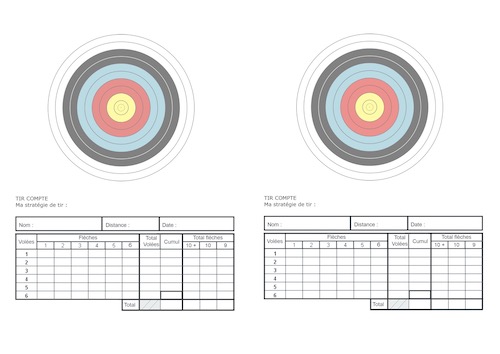 TIR COMPTE
Ma stratégie de tir :
Nom : Distance : Date :
Volées Flèches Total Volées Cumul Total flèches
1 2 3 4 5 6 10 + 10 9
1
2
3
4
5
6
Total
TIR COMPTE
Ma stratégie de tir :
Nom : Distance : Date :
Volées Flèches Total Volées Cumul Total flèches
1 2 3 4 5 6 10 + 10 9
1
2
3
4
5
6
Total